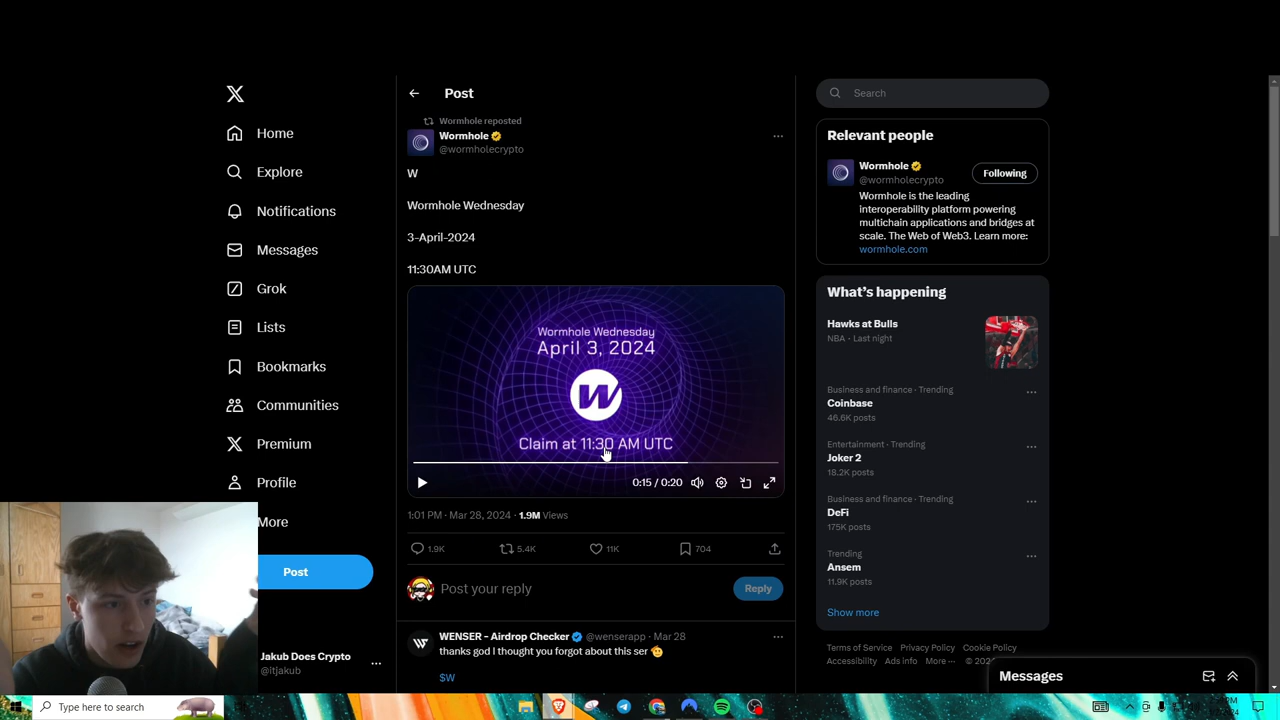 Post
Search
Wormhole reposted
Wormhole
@wormholecrypto
W
Wormhole Wednesday
3-April-2024
11:30AM UTC
Wormhole Wednesday
April 3, 2024
W
Claim at 11:30 AM UTC
0:15 / 0:20
1:01 PM · Mar 28, 2024 · 1.9M Views
1.9K 5.4K 11K 704
Post your reply
Reply
WENSER - Airdrop Checker @wenserapp · Mar 28
thanks god I thought you forgot about this ser
$W
Home
Explore
Notifications
Messages
Grok
Lists
Bookmarks
Communities
Premium
Profile
More
Post
Jakub Does Crypto
@itjakub
Relevant people
Wormhole
@wormholecrypto
Following
Wormhole is the leading
interoperability platform powering
multichain applications and bridges at
scale. The Web of Web3. Learn more:
wormhole.com
What's happening
Hawks at Bulls
NBA · Last night
Business and finance · Trending
Coinbase
46.6K posts
Entertainment · Trending
Joker 2
18.2K posts
Business and finance · Trending
DeFi
175K posts
Trending
Ansem
11.9K posts
Show more
Terms of Service Privacy Policy Cookie Policy
Accessibility Ads info More ···
Messages
Type here to search